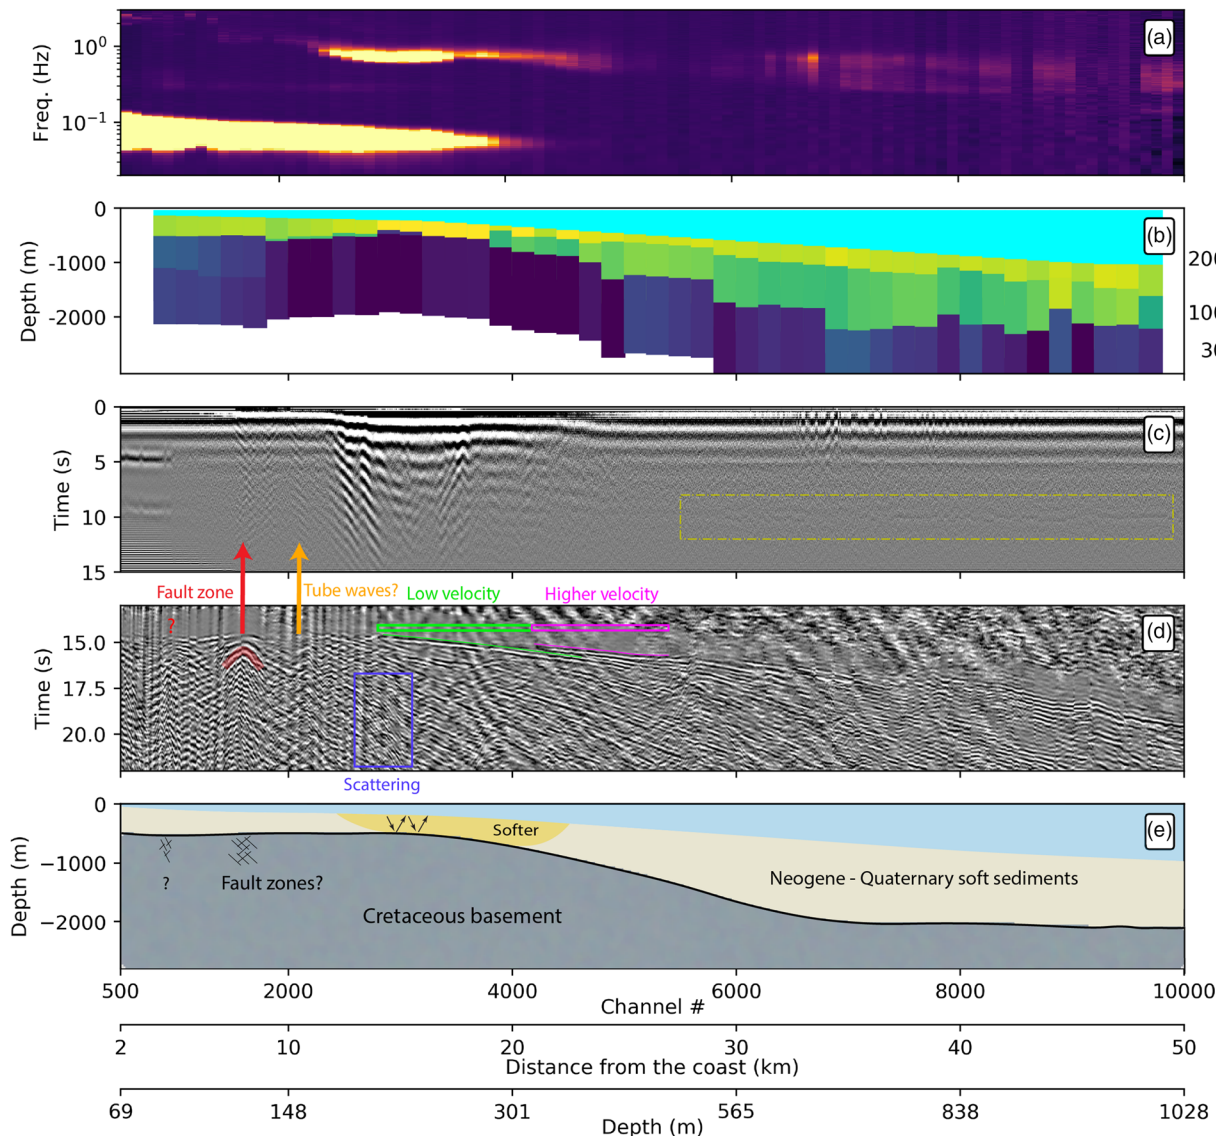 (a)
Freq. (Hz)
10⁰
10⁻¹
(b)
Depth (m)
0
-1000
-2000
200
100
30
(c)
Time (s)
0
5
10
15
Fault zone
Tube waves?
Low velocity
Higher velocity
(d)
Time (s)
15.0
17.5
20.0
?
Scattering
(e)
Depth (m)
0
−1000
−2000
Softer
Neogene - Quaternary soft sediments
?
Fault zones?
Cretaceous basement
500 2000 4000 6000 8000 10000
Channel #
2 10 20 30 40 50
Distance from the coast (km)
69 148 301 565 838 1028
Depth (m)